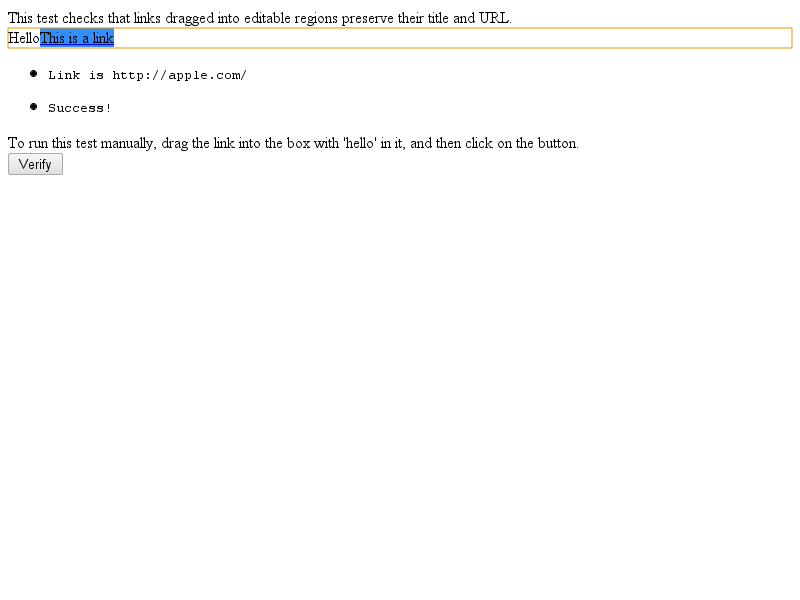 This test checks that links dragged into editable regions preserve their title and URL.
HelloThis is a link
Link is http://apple.com/
Success!
To run this test manually, drag the link into the box with 'hello' in it, and then click on the button.
Verify